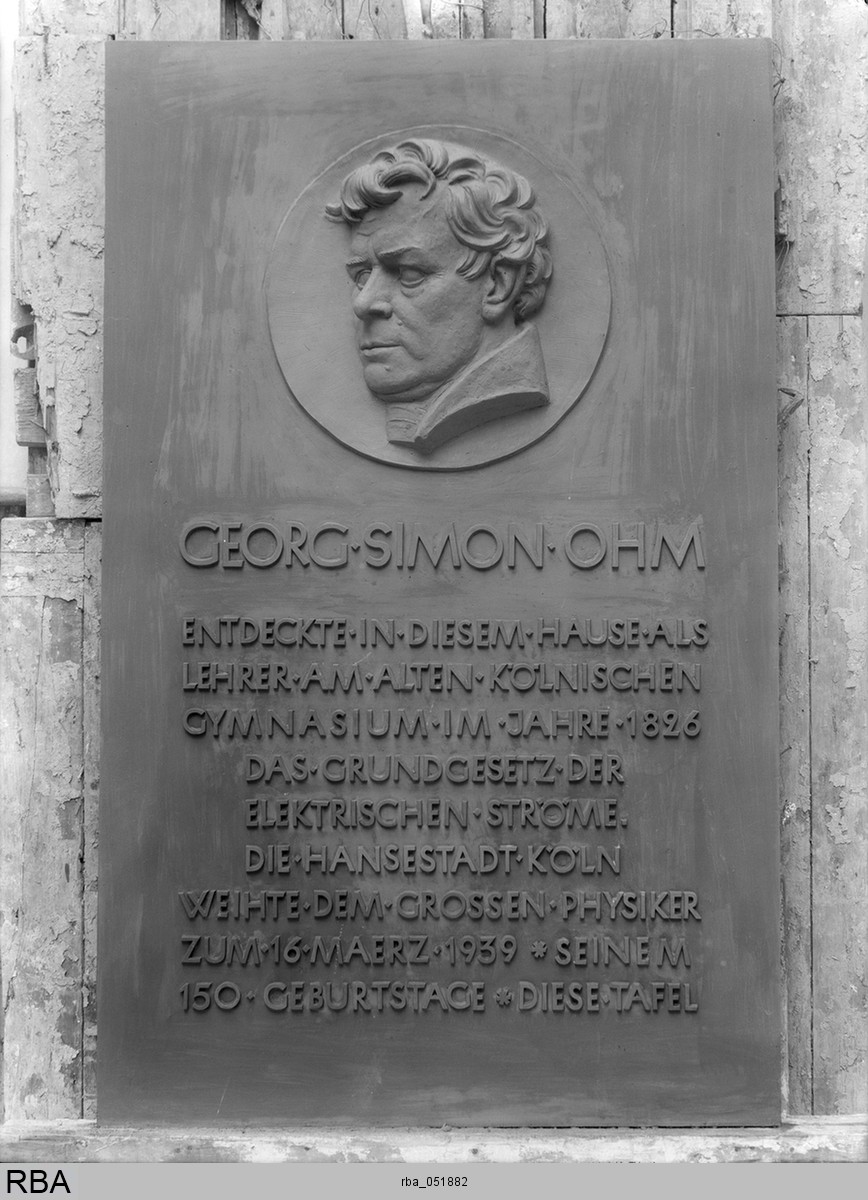 GEORG·SIMON·OHM
ENTDECKTE·IN·DIESEM·HAUSE·ALS
LEHRER·AM·ALTEN·KÖLNISCHEN
GYMNASIUM·IM·JAHRE·1826
DAS·GRUNDGESETZ·DER
ELEKTRISCHEN·STRÖME.
DIE·HANSESTADT·KÖLN
WEIHTE·DEM·GROSSEN·PHYSIKER
ZUM·16·MAERZ·1939 * SEINEM
150·GEBURTSTAGE * DIESE·TAFEL
RBA
rba_051882